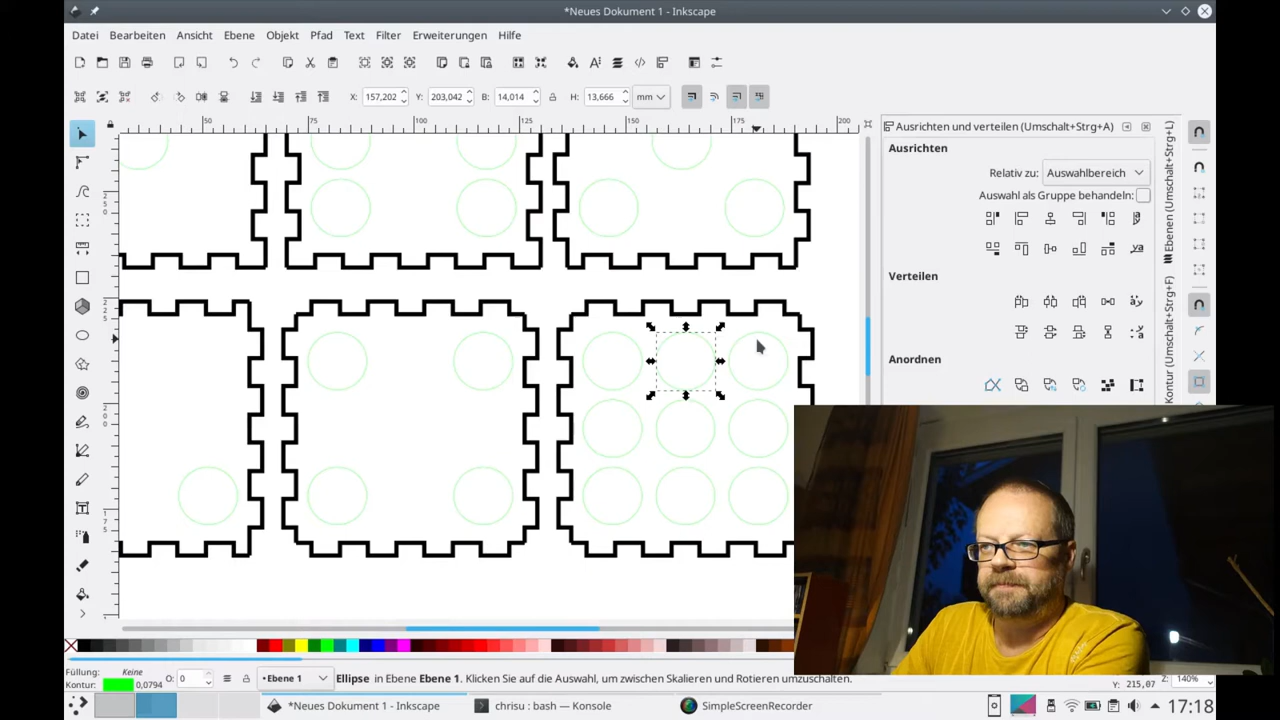 *Neues Dokument 1 - Inkscape
Datei Bearbeiten Ansicht Ebene Objekt Pfad Text Filter Erweiterungen Hilfe
X: 157,202 Y: 203,042 B: 14,014 H: 13,666 mm
50 75 100 125 150 175 200
Ausrichten und verteilen (Umschalt+Strg+A)
Ausrichten
Relativ zu: Auswahlbereich
Auswahl als Gruppe behandeln:
Verteilen
Anordnen
Ebenen (Umschalt+Strg+L)
Kontur (Umschalt+Strg+F)
250
225
200
175
Füllung: Keine O: 0
Kontur: 0,0794
•Ebene 1
Ellipse in Ebene Ebene 1. Klicken Sie auf die Auswahl, um zwischen Skalieren und Rotieren umzuschalten.
Y: 215,07
Z: 140%
*Neues Dokument 1 - Inkscape
chrisu : bash — Konsole
SimpleScreenRecorder
17:18